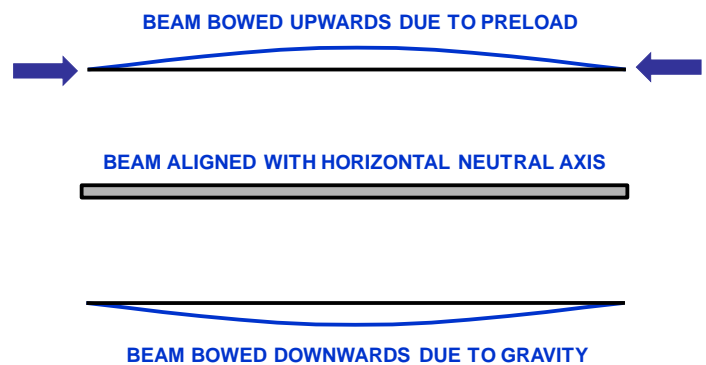 BEAM BOWED UPWARDS DUE TO PRELOAD
BEAM ALIGNED WITH HORIZONTAL NEUTRAL AXIS
BEAM BOWED DOWNWARDS DUE TO GRAVITY